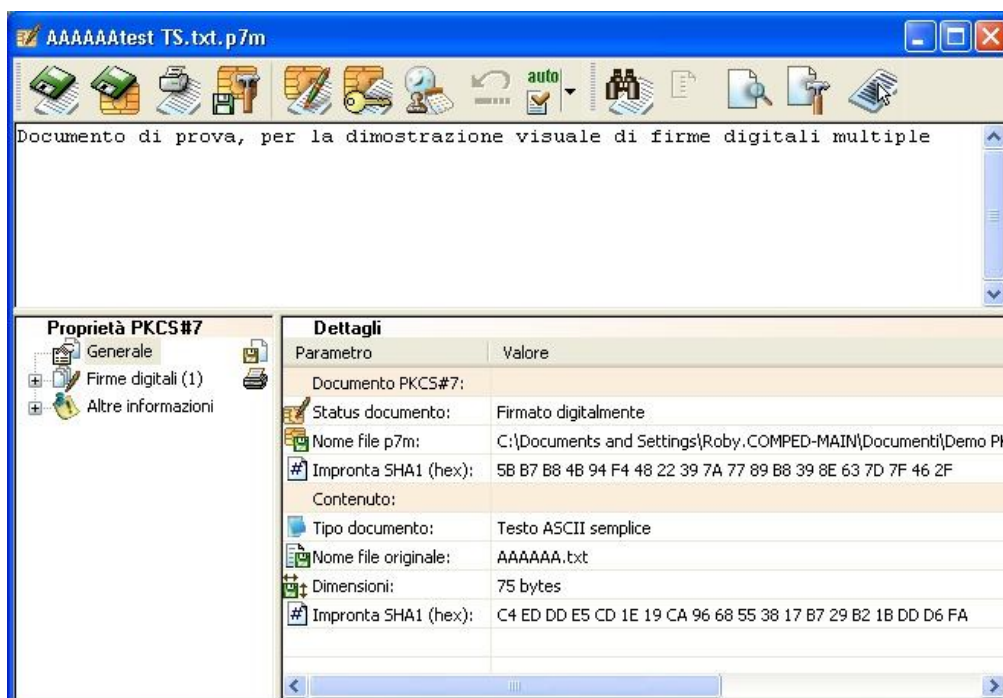 AAAAAAtest TS.txt.p7m
auto
Documento di prova, per la dimostrazione visuale di firme digitali multiple
Proprietà PKCS#7
Generale
Firme digitali (1)
Altre informazioni
Dettagli
Parametro Valore
Documento PKCS#7:
Status documento: Firmato digitalmente
Nome file p7m: C:\Documents and Settings\Roby.COMPED-MAIN\Documenti\Demo
# Impronta SHA1 (hex): 5B B7 B8 4B 94 F4 48 22 39 7A 77 89 B8 39 8E 63 7D 7F 46 2F
Contenuto:
Tipo documento: Testo ASCII semplice
Nome file originale: AAAAAA.txt
Dimensioni: 75 bytes
# Impronta SHA1 (hex): C4 ED DD E5 CD 1E 19 CA 96 68 55 38 17 B7 29 B2 1B DD D6 FA